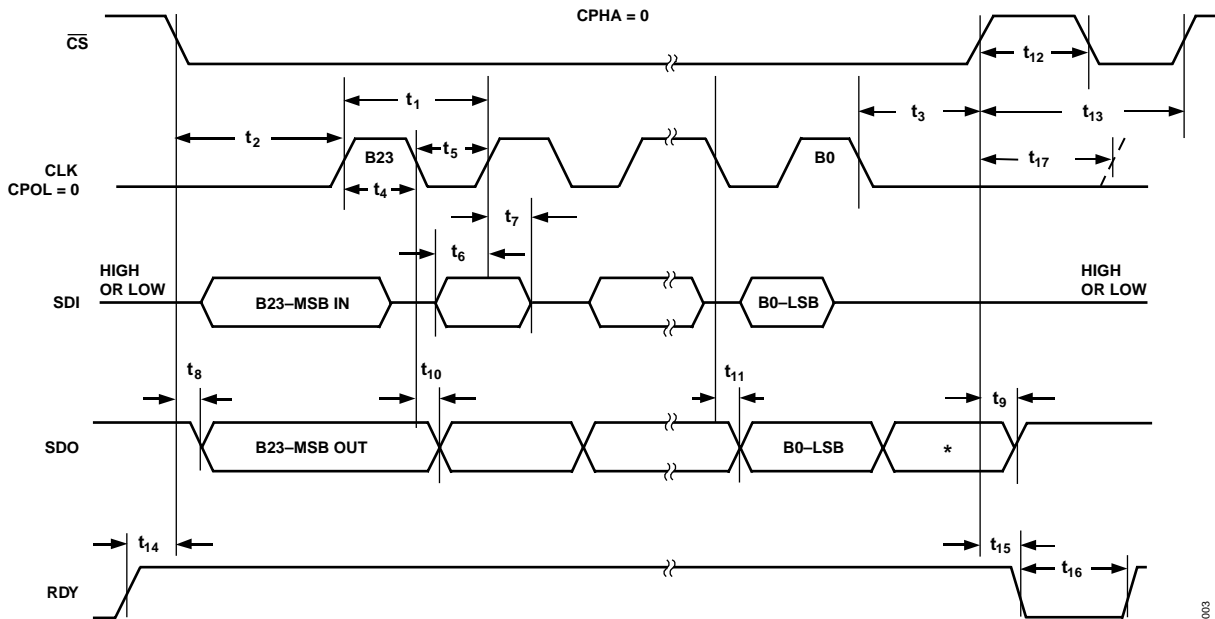 CPHA = 0
CS
t12
t1
t3
t13
t2
B23
t5
B0
t17
CLK
CPOL = 0
t4
t7
t6
HIGH
OR LOW
HIGH
OR LOW
SDI
B23–MSB IN
B0–LSB
t8
t10
t11
t9
SDO
B23–MSB OUT
B0–LSB
*
t14
t15
t16
RDY
003